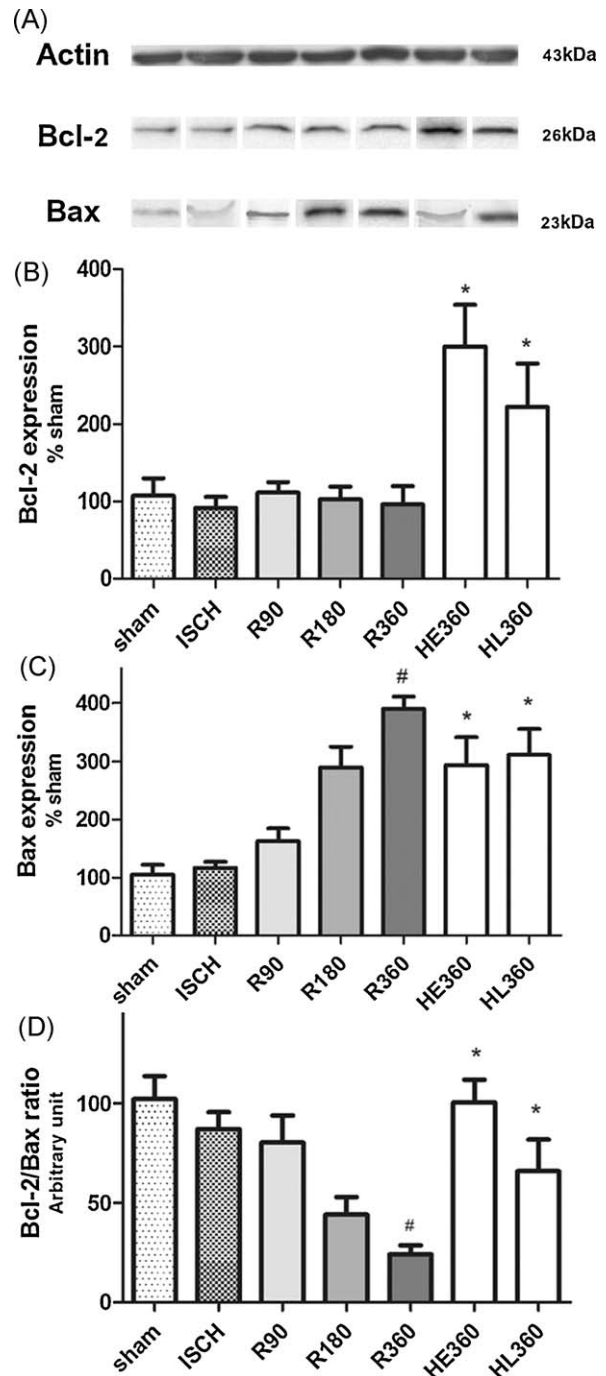 (A)
Actin 43kDa
Bcl-2 26kDa
Bax 23kDa
(B)
Bcl-2 expression
% sham
400
300
200
100
0
* *
sham ISCH R90 R180 R360 HE360 HL360
(C)
Bax expression
% sham
400
300
200
100
0
# * *
sham ISCH R90 R180 R360 HE360 HL360
(D)
Bcl-2/Bax ratio
Arbitrary unit
100
50
0
# * *
sham ISCH R90 R180 R360 HE360 HL360